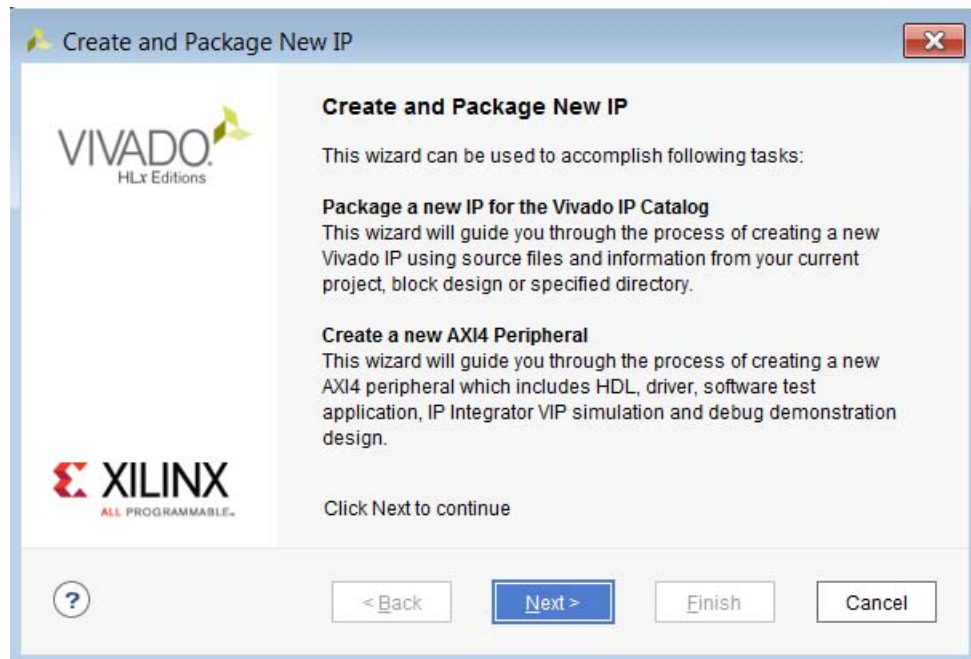 Create and Package New IP
VIVADO.
HLx Editions
Create and Package New IP
This wizard can be used to accomplish following tasks:
Package a new IP for the Vivado IP Catalog
This wizard will guide you through the process of creating a new
Vivado IP using source files and information from your current
project, block design or specified directory.
Create a new AXI4 Peripheral
This wizard will guide you through the process of creating a new
AXI4 peripheral which includes HDL, driver, software test
application, IP Integrator VIP simulation and debug demonstration
design.
XILINX
ALL PROGRAMMABLE.
Click Next to continue
?
< Back
Next >
Finish
Cancel